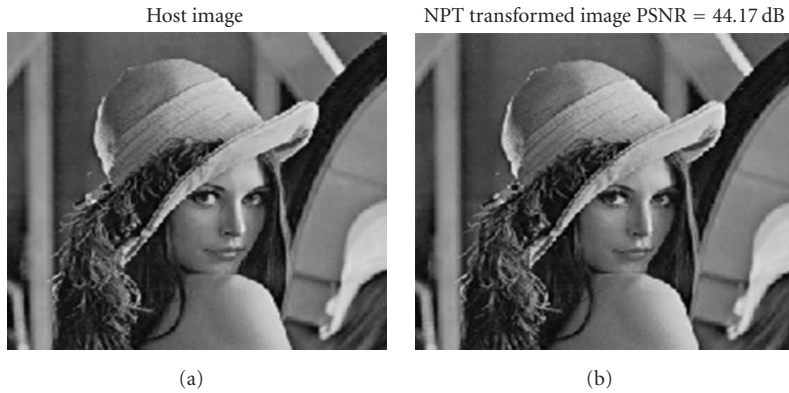 Host image
NPT transformed image PSNR = 44.17 dB
(a)
(b)